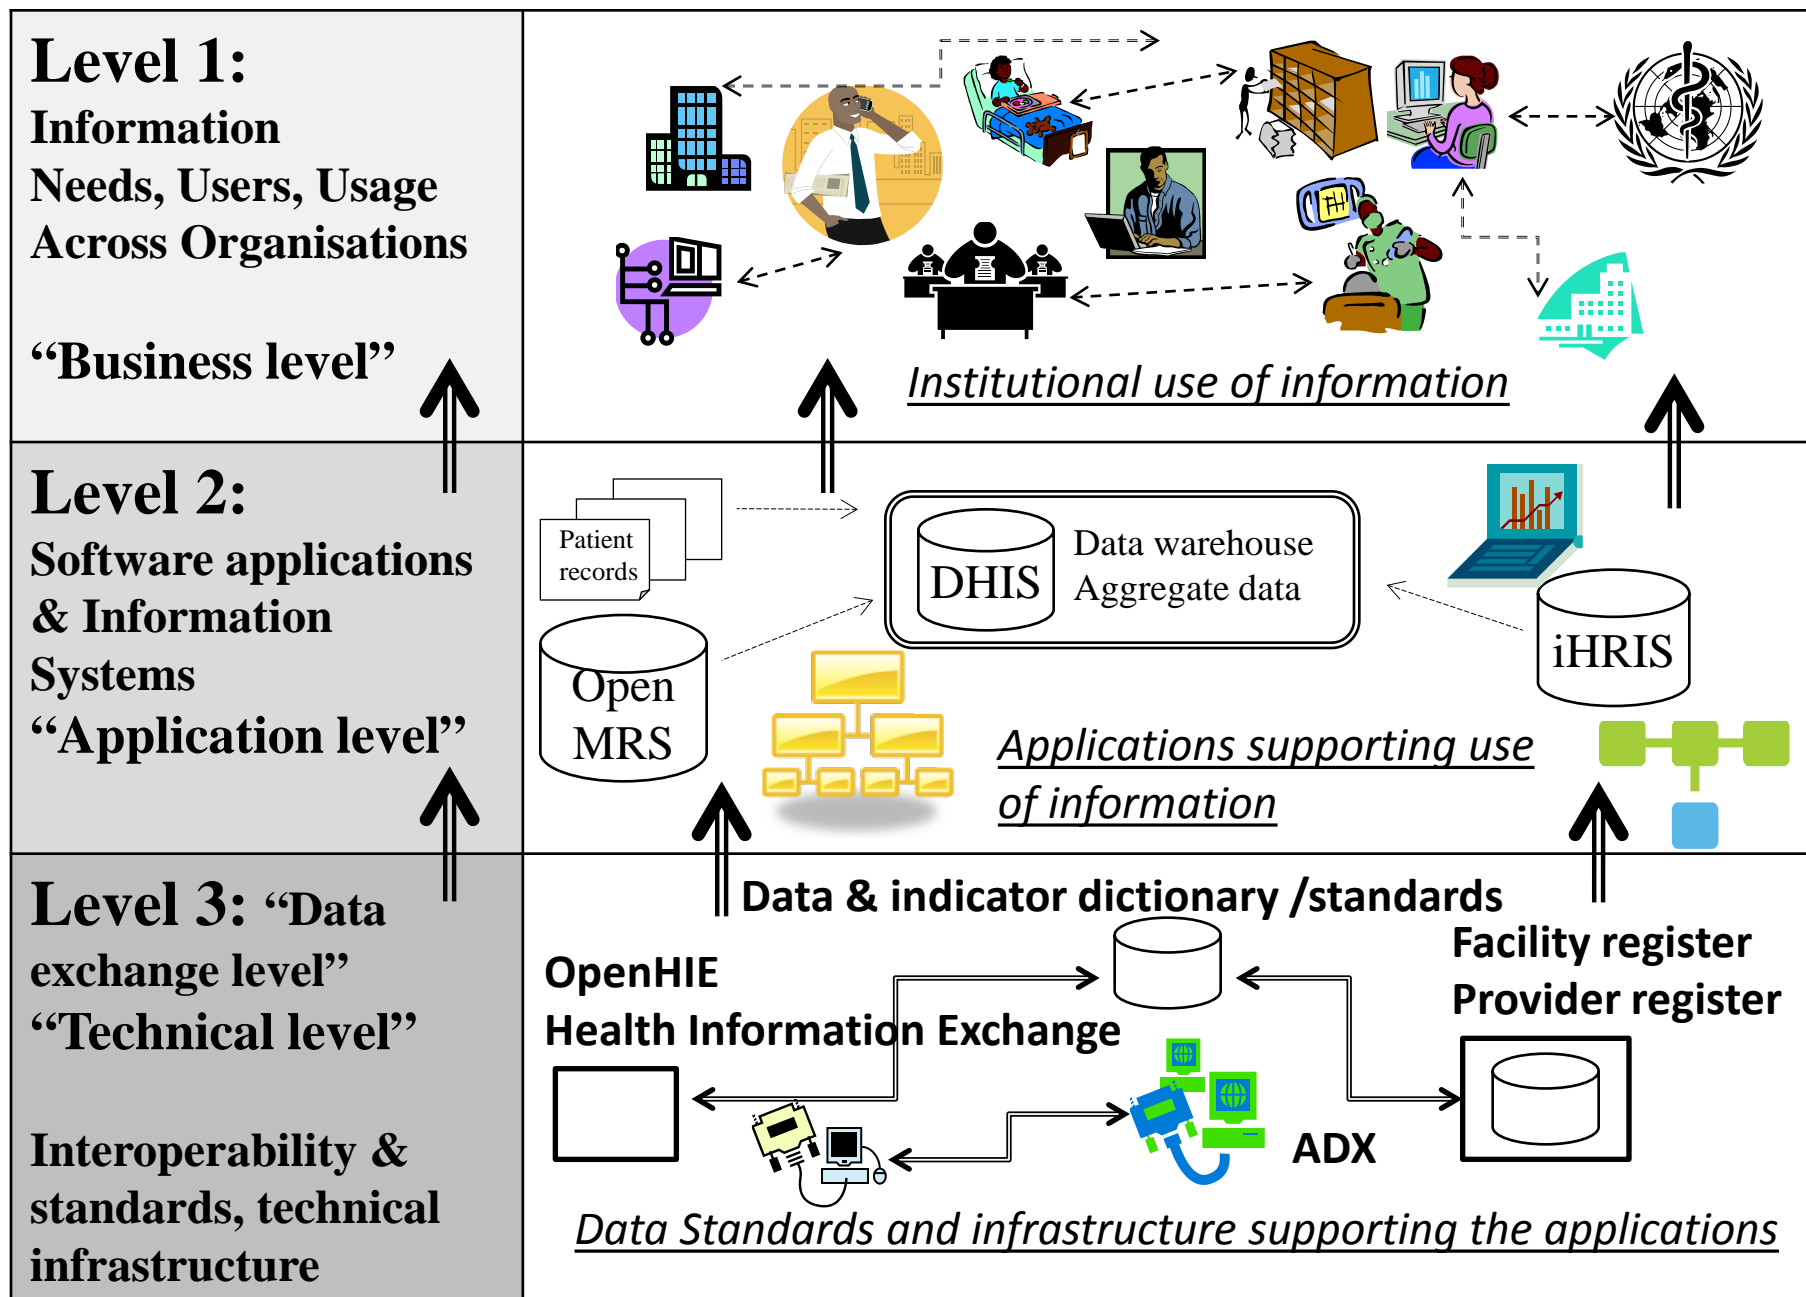 Level 1:
Information
Needs, Users, Usage
Across Organisations
“Business level”
Institutional use of information
Level 2:
Software applications
& Information
Systems
“Application level”
Patient
records
Open
MRS
DHIS
Data warehouse
Aggregate data
iHRIS
Applications supporting use
of information
Level 3: “Data
exchange level”
“Technical level”
Interoperability &
standards, technical
infrastructure
Data & indicator dictionary /standards
OpenHIE
Health Information Exchange
Facility register
Provider register
ADX
Data Standards and infrastructure supporting the applications